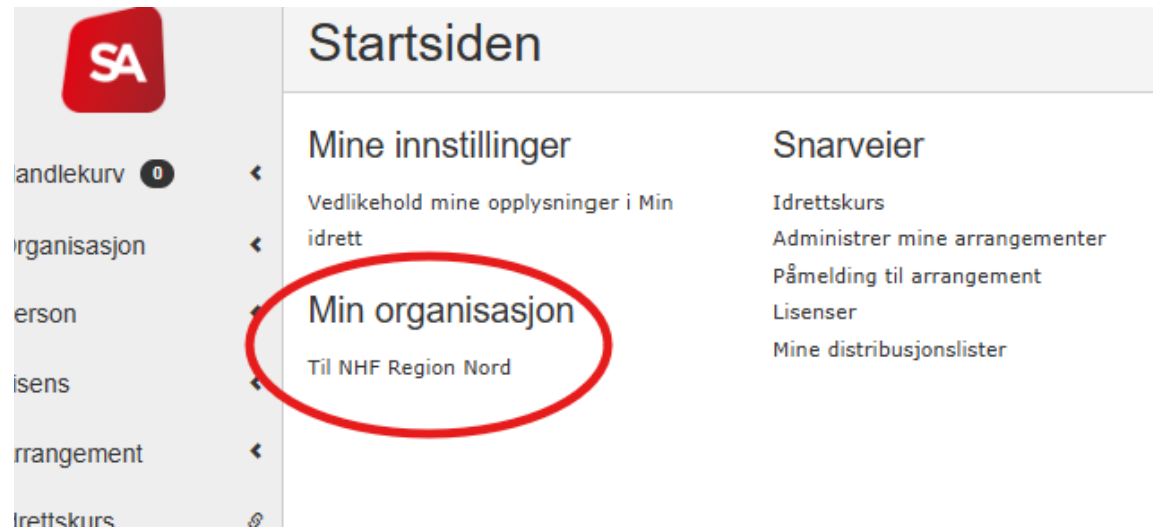 SA
Startsiden
andlekurv 0
rganisasjon
erson
isens
rrangement
drettskurs
Mine innstillinger
Vedlikehold mine opplysninger i Min
idrett
Min organisasjon
Til NHF Region Nord
Snarveier
Idrettskurs
Administrer mine arrangementer
Påmelding til arrangement
Lisenser
Mine distribusjonslister